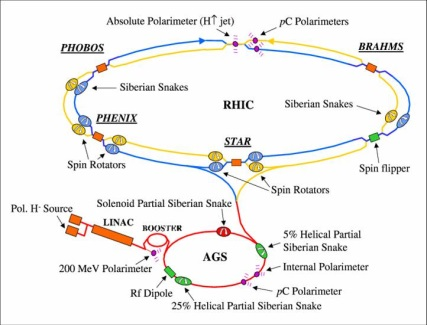 Absolute Polarimeter (H↑ jet)
pC Polarimeters
PHOBOS
BRAHMS
Siberian Snakes
RHIC
Siberian Snakes
PHENIX
STAR
Spin Rotators
Spin flipper
Spin Rotators
Solenoid Partial Siberian Snake
Pol. H⁻ Source
LINAC
BOOSTER
5% Helical Partial
Siberian Snake
AGS
200 MeV Polarimeter
Internal Polarimeter
Rf Dipole
pC Polarimeter
25% Helical Partial Siberian Snake